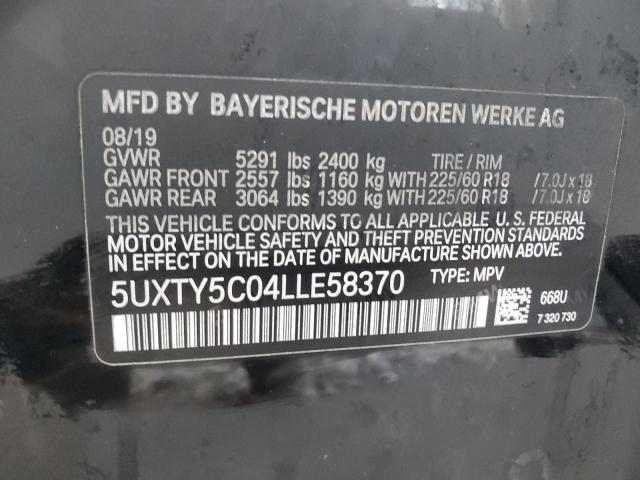 MFD BY BAYERISCHE MOTOREN WERKE AG
08/19
GVWR 5291 lbs 2400 kg TIRE / RIM
GAWR FRONT 2557 lbs 1160 kg WITH 225/60 R18 /7.0J x 18
GAWR REAR 3064 lbs 1390 kg WITH 225/60 R18 /7.0J x 18
THIS VEHICLE CONFORMS TO ALL APPLICABLE U.S. FEDERAL
MOTOR VEHICLE SAFETY AND THEFT PREVENTION STANDARDS
IN EFFECT ON THE DATE OF MANUFACTURE SHOWN ABOVE.
5UXTY5C04LLE58370 TYPE: MPV
668U
7 320 730